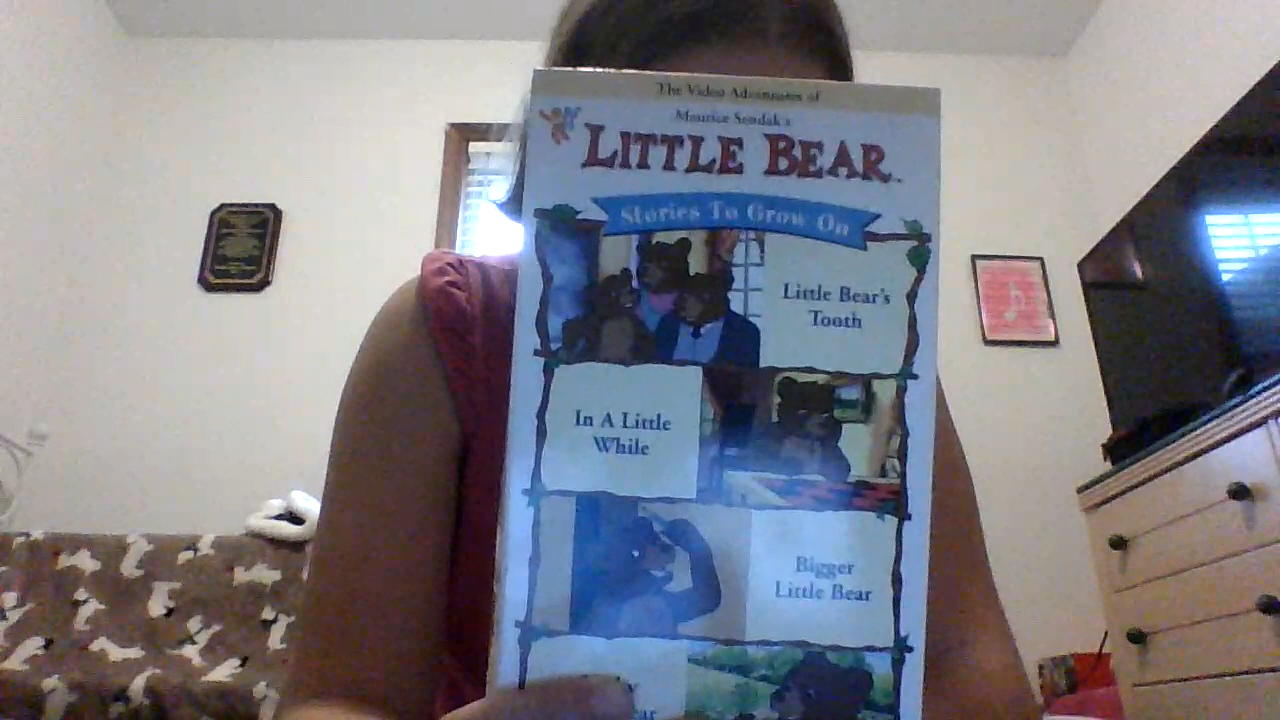 The Video Adventures of
Maurice Sendak's
LITTLE BEAR™
Stories To Grow On
Little Bear's
Tooth
In A Little
While
Bigger
Little Bear